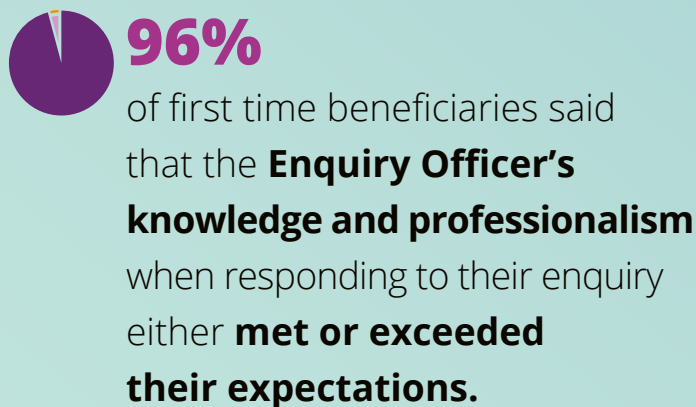 96%
of first time beneficiaries said
that the Enquiry Officer’s
knowledge and professionalism
when responding to their enquiry
either met or exceeded
their expectations.